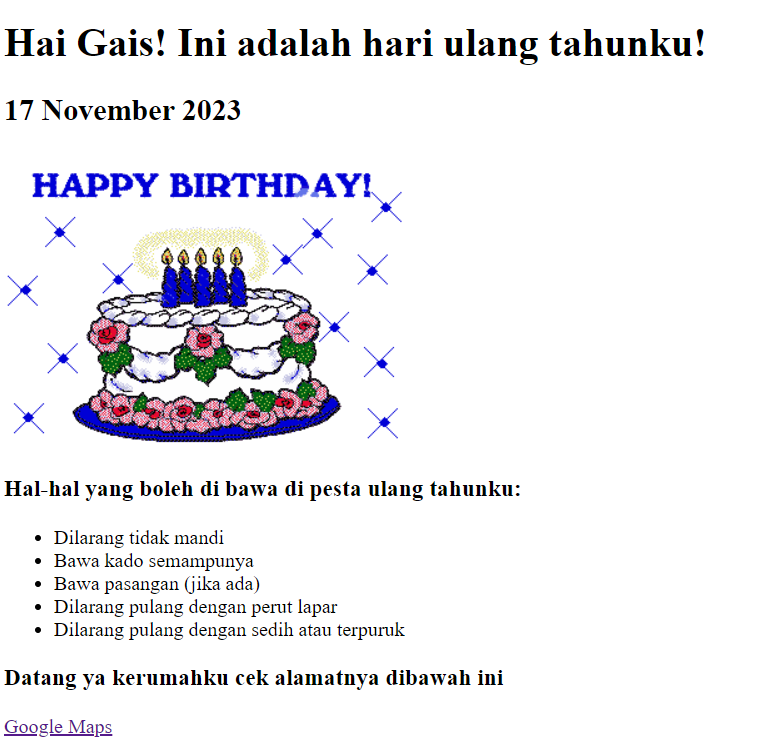 Hai Gais! Ini adalah hari ulang tahunku!
17 November 2023
HAPPY BIRTHDAY!
Hal-hal yang boleh di bawa di pesta ulang tahunku:
• Dilarang tidak mandi
• Bawa kado semampunya
• Bawa pasangan (jika ada)
• Dilarang pulang dengan perut lapar
• Dilarang pulang dengan sedih atau terpuruk
Datang ya kerumahku cek alamatnya dibawah ini
Google Maps